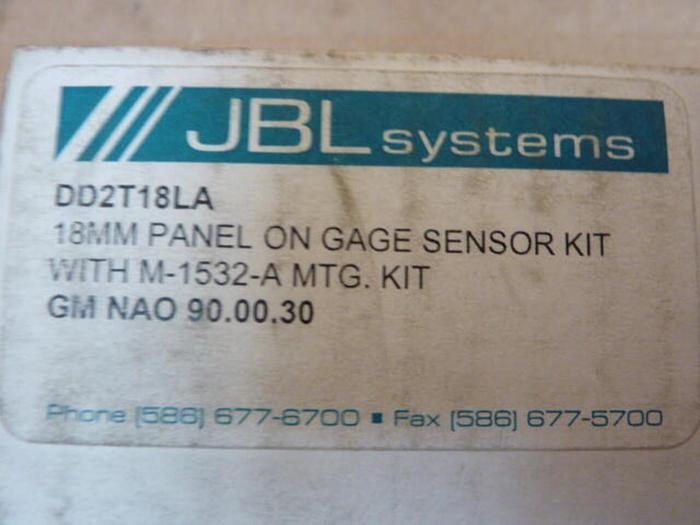 JBL systems
DD2T18LA
18MM PANEL ON GAGE SENSOR KIT
WITH M-1532-A MTG. KIT
GM NAO 90.00.30
Phone (586) 677-6700 ▪ Fax (586) 677-5700